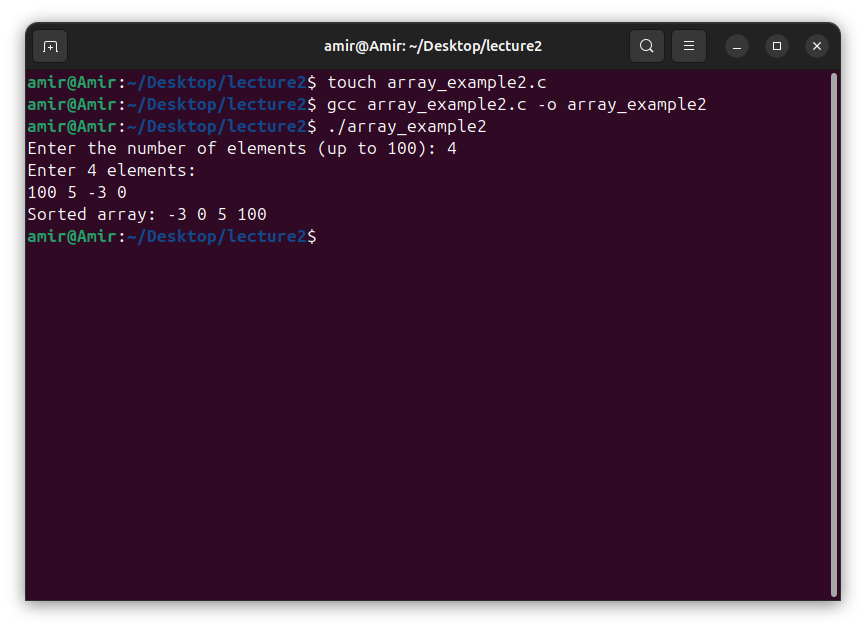 amir@Amir: ~/Desktop/lecture2
amir@Amir:~/Desktop/lecture2$ touch array_example2.c
amir@Amir:~/Desktop/lecture2$ gcc array_example2.c -o array_example2
amir@Amir:~/Desktop/lecture2$ ./array_example2
Enter the number of elements (up to 100): 4
Enter 4 elements:
100 5 -3 0
Sorted array: -3 0 5 100
amir@Amir:~/Desktop/lecture2$